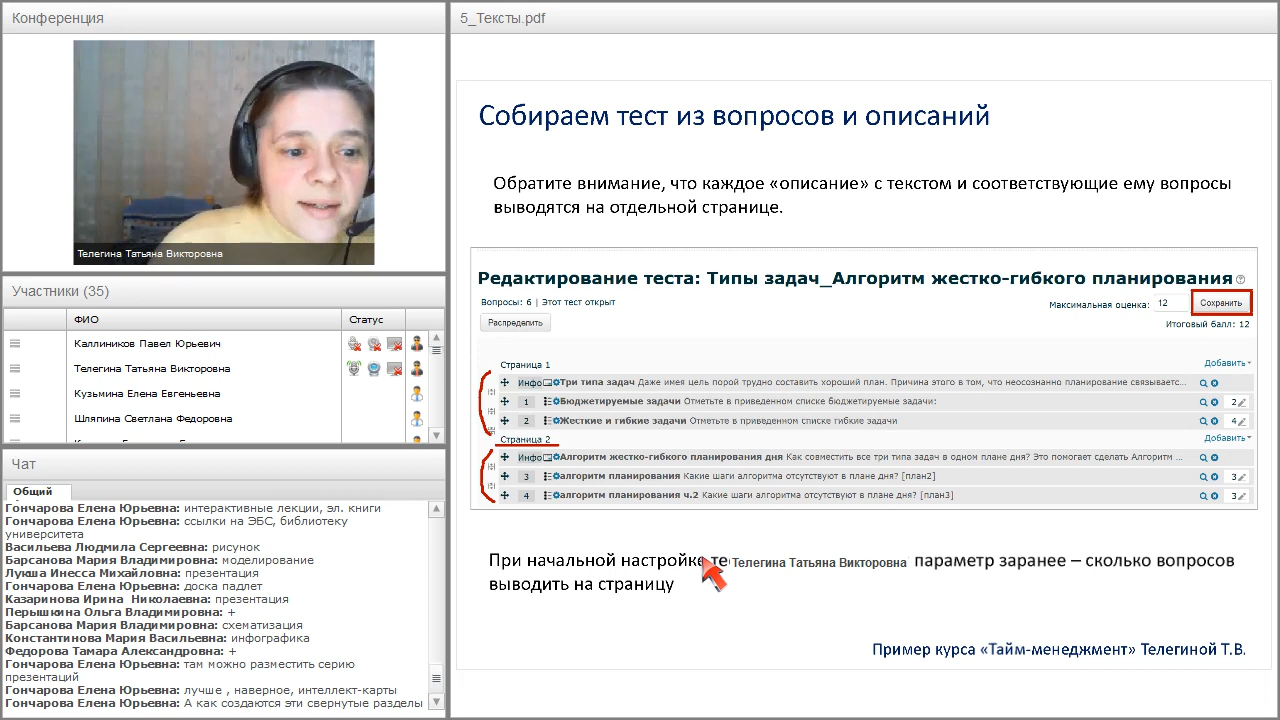 Конференция
Телегина Татьяна Викторовна
Участники (35)
ФИО
Статус
Каллиников Павел Юрьевич
Телегина Татьяна Викторовна
Кузьмина Елена Евгеньевна
Шляпина Светлана Федоровна
Чат
Общий
Гончарова Елена Юрьевна: интерактивные лекции, эл. книги
Гончарова Елена Юрьевна: ссылки на ЭБС, библиотеку
университета
Васильева Людмила Сергеевна: рисунок
Барсанова Мария Владимировна: моделирование
Лукша Инесса Михайловна: презентация
Гончарова Елена Юрьевна: доска падлет
Казаринова Ирина Николаевна: презентация
Перышкина Ольга Владимировна: +
Барсанова Мария Владимировна: схематизация
Константинова Мария Васильевна: инфографика
Федорова Тамара Александровна: +
Гончарова Елена Юрьевна: там можно разместить серию
презентаций
Гончарова Елена Юрьевна: лучше , наверное, интеллект-карты
Гончарова Елена Юрьевна: А как создаются эти свернутые разделы
5_Тексты.pdf
Собираем тест из вопросов и описаний
Обратите внимание, что каждое «описание» с текстом и соответствующие ему вопросы
выводятся на отдельной странице.
Редактирование теста: Типы задач_Алгоритм жестко-гибкого планирования
Вопросы: 6 | Этот тест открыт
Максимальная оценка: 12 Сохранить
Распределить
Итоговый балл: 12
Страница 1 Добавить
Инфо Три типа задач Даже имея цель порой трудно составить хороший план. Причина этого в том, что неосознанно планирование связывает...
1 Бюджетируемые задачи Отметьте в приведенном списке бюджетируемые задачи: 2
2 Жесткие и гибкие задачи Отметьте в приведенном списке гибкие задачи 4
Страница 2 Добавить
Инфо Алгоритм жестко-гибкого планирования дня Как совместить все три типа задач в одном плане дня? Это помогает сделать Алгоритм ...
3 алгоритм планирования Какие шаги алгоритма отсутствуют в плане дня? [план2] 3
4 алгоритм планирования ч.2 Какие шаги алгоритма отсутствуют в плане дня? [план3] 3
При начальной настройке те Телегина Татьяна Викторовна параметр заранее – сколько вопросов
выводить на страницу
Пример курса «Тайм-менеджмент» Телегиной Т.В.